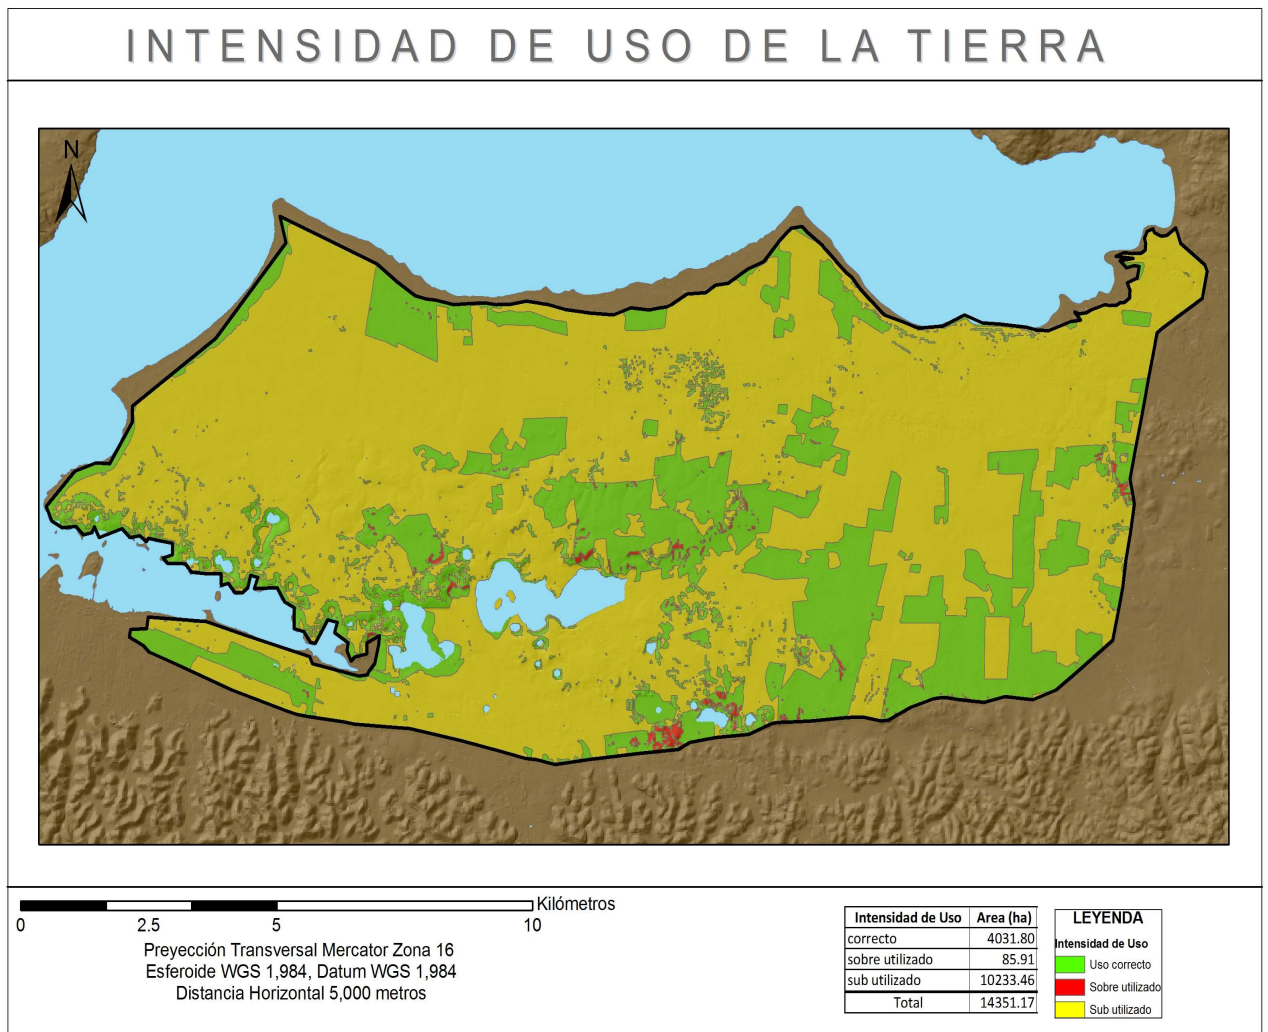 INTENSIDAD DE USO DE LA TIERRA
N
Kilómetros
0 2.5 5 10
Preyección Transversal Mercator Zona 16
Esferoide WGS 1,984, Datum WGS 1,984
Distancia Horizontal 5,000 metros
Intensidad de Uso Area (ha)
correcto 4031.80
sobre utilizado 85.91
sub utilizado 10233.46
Total 14351.17
LEYENDA
Intensidad de Uso
Uso correcto
Sobre utilizado
Sub utilizado